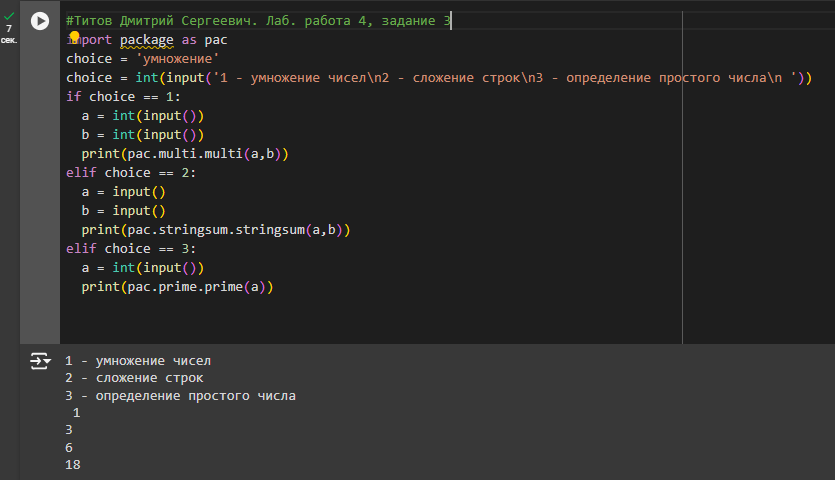 7
сек.
#Титов Дмитрий Сергеевич. Лаб. работа 4, задание 3
import package as pac
choice = 'умножение'
choice = int(input('1 - умножение чисел\n2 - сложение строк\n3 - определение простого числа\n '))
if choice == 1:
  a = int(input())
  b = int(input())
  print(pac.multi.multi(a,b))
elif choice == 2:
  a = input()
  b = input()
  print(pac.stringsum.stringsum(a,b))
elif choice == 3:
  a = int(input())
  print(pac.prime.prime(a))
1 - умножение чисел
2 - сложение строк
3 - определение простого числа
 1
3
6
18